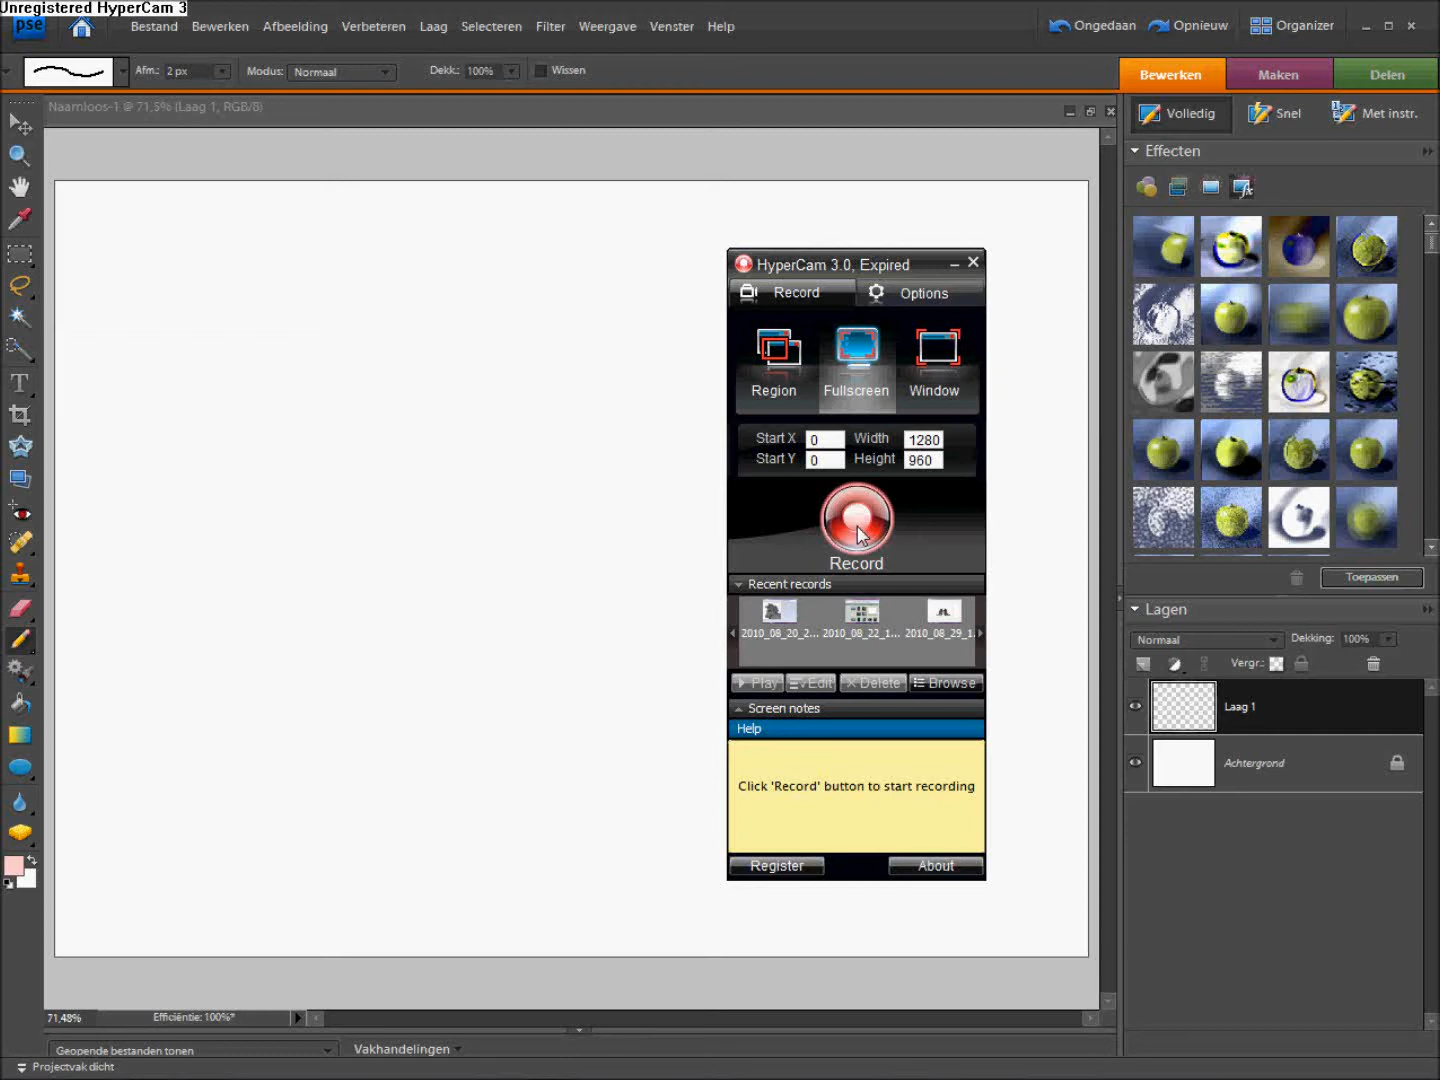 Unregistered HyperCam 3
pse Bestand Bewerken Afbeelding Verbeteren Laag Selecteren Filter Weergave Venster Help Ongedaan Opnieuw Organizer
Afm.: 2 px Modus: Normaal Dekk.: 100% Wissen
Bewerken Maken Delen
Naamloos-1 @ 71,5% (Laag 1, RGB/8)
Volledig Snel Met instr.
Effecten
HyperCam 3.0, Expired
Record Options
Region Fullscreen Window
Start X 0 Width 1280
Start Y 0 Height 960
Record
Recent records
2010_08_20_2... 2010_08_22_1... 2010_08_29_1...
Play Edit Delete Browse
Screen notes
Help
Click 'Record' button to start recording
Register About
Toepassen
Lagen
Normaal Dekking: 100%
Vergr.:
Laag 1
Achtergrond
71,48% Efficiëntie: 100%*
Geopende bestanden tonen Vakhandelingen
Projectvak dicht